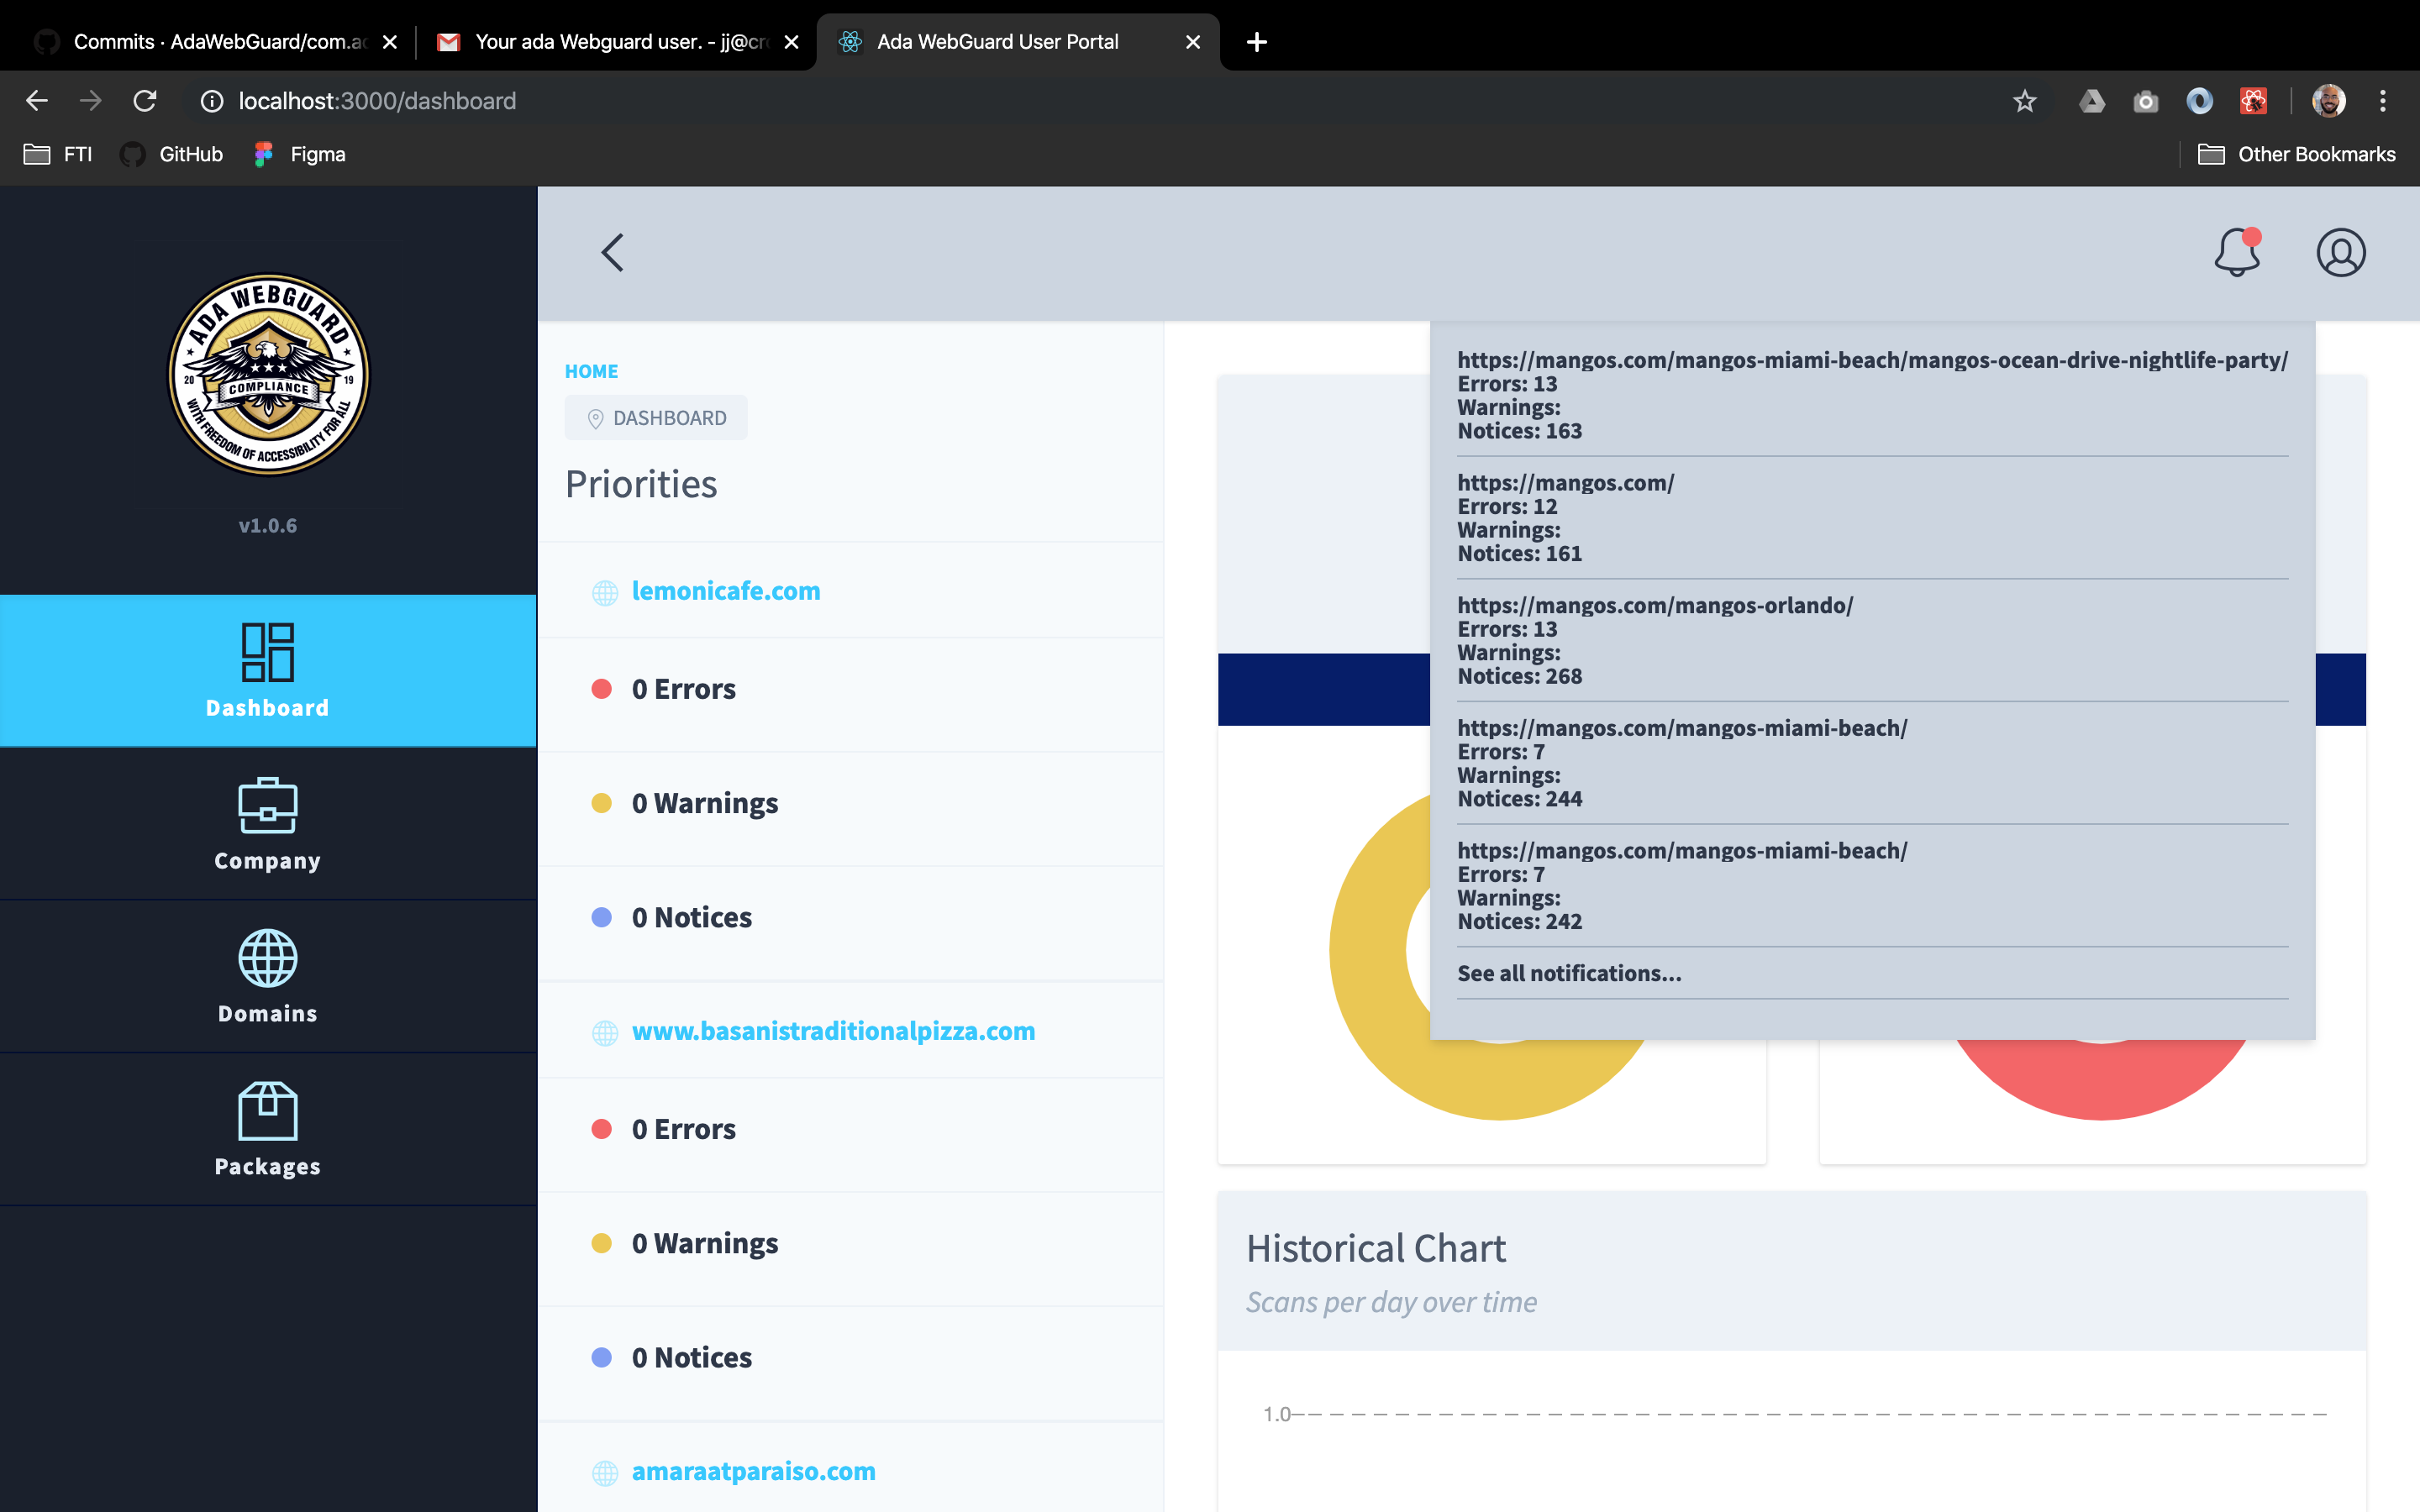 Commits · AdaWebGuard/com.ac
Your ada Webguard user. - jj@cr
Ada WebGuard User Portal
localhost:3000/dashboard
FTI
GitHub
Figma
Other Bookmarks
ADA WEBGUARD
20
19
COMPLIANCE
WITH FREEDOM OF ACCESSIBILITY FOR ALL
v1.0.6
Dashboard
Company
Domains
Packages
HOME
DASHBOARD
Priorities
lemonicafe.com
0 Errors
0 Warnings
0 Notices
www.basanistraditionalpizza.com
0 Errors
0 Warnings
0 Notices
amaraatparaiso.com
https://mangos.com/mangos-miami-beach/mangos-ocean-drive-nightlife-party/
Errors: 13
Warnings:
Notices: 163
https://mangos.com/
Errors: 12
Warnings:
Notices: 161
https://mangos.com/mangos-orlando/
Errors: 13
Warnings:
Notices: 268
https://mangos.com/mangos-miami-beach/
Errors: 7
Warnings:
Notices: 244
https://mangos.com/mangos-miami-beach/
Errors: 7
Warnings:
Notices: 242
See all notifications...
Historical Chart
Scans per day over time
1.0